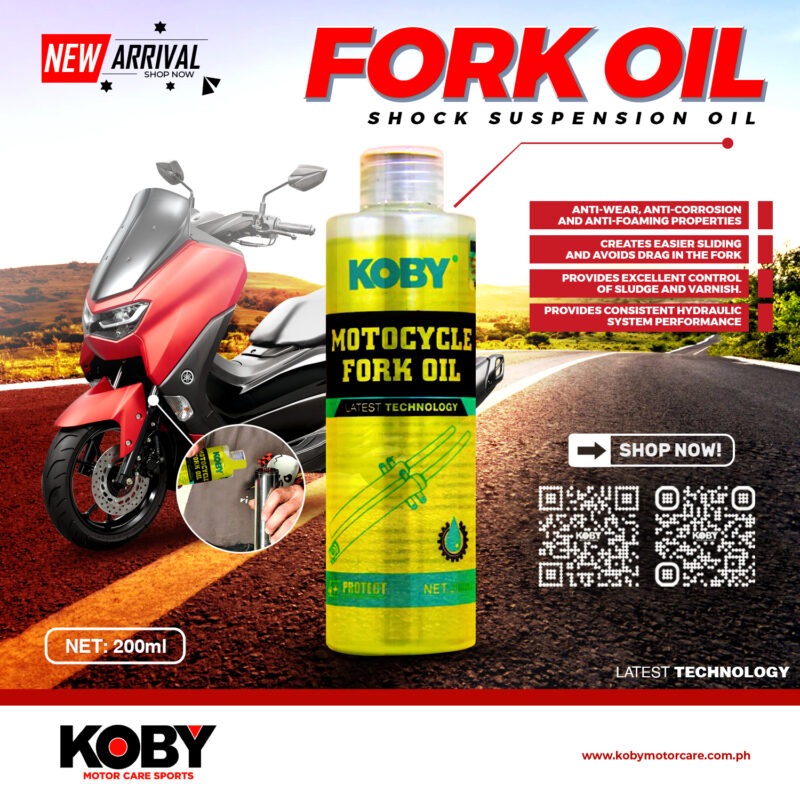 NEW ARRIVAL
SHOP NOW
FORK OIL
SHOCK SUSPENSION OIL
ANTI-WEAR, ANTI-CORROSION
AND ANTI-FOAMING PROPERTIES
CREATES EASIER SLIDING
AND AVOIDS DRAG IN THE FORK
PROVIDES EXCELLENT CONTROL
OF SLUDGE AND VARNISH.
PROVIDES CONSISTENT HYDRAULIC
SYSTEM PERFORMANCE
KOBY
MOTOCYCLE
FORK OIL
LATEST TECHNOLOGY
PROTECT
NET
MOTOCYCLE
FORK OIL
SHOP NOW!
KOBY
KOBY
NET: 200ml
LATEST TECHNOLOGY
KOBY
MOTOR CARE SPORTS
www.kobymotorcare.com.ph